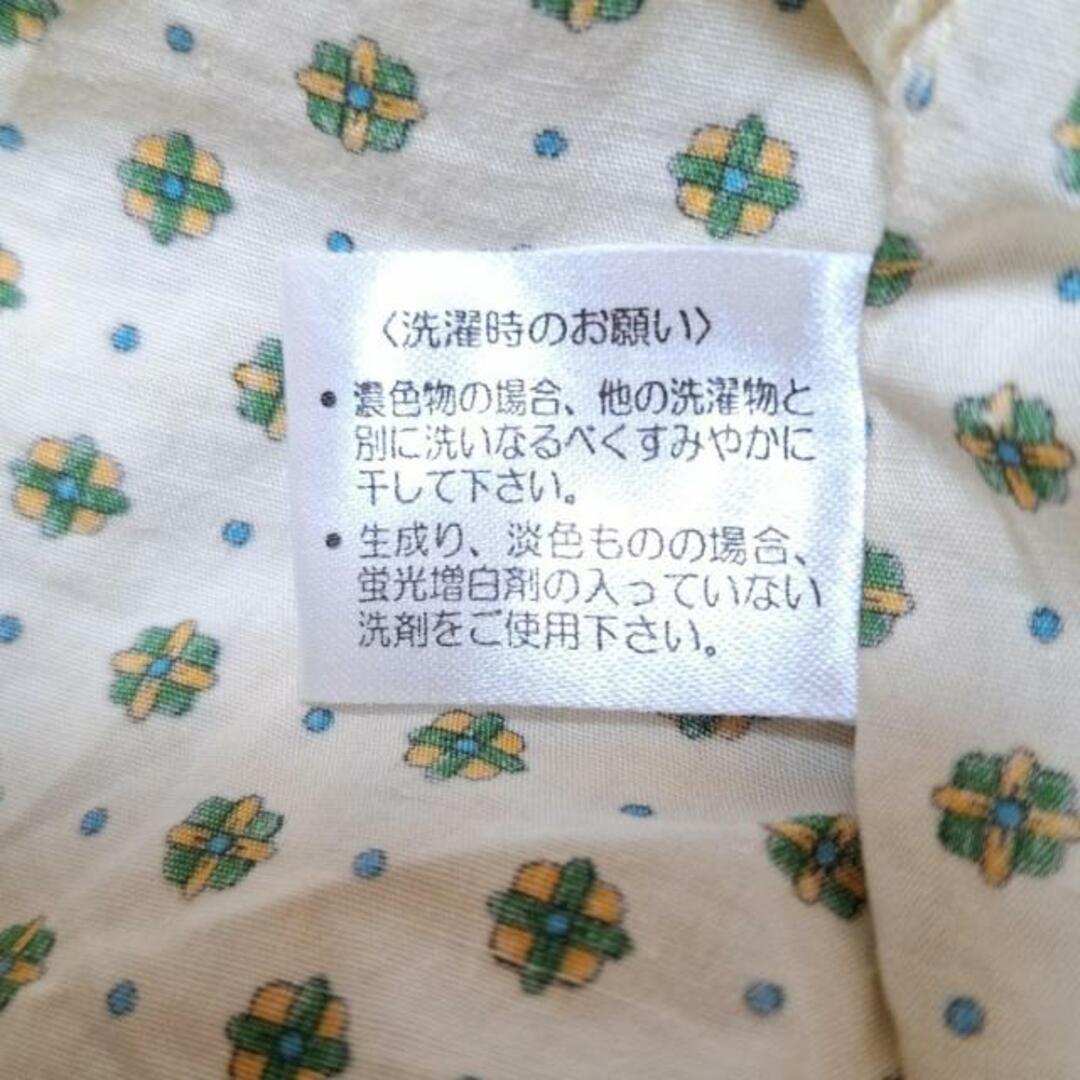 〈洗濯時のお願い〉
• 濃色物の場合、他の洗濯物と
別に洗いなるべくすみやかに
干して下さい。
• 生成り、淡色ものの場合、
蛍光増白剤の入っていない
洗剤をご使用下さい。